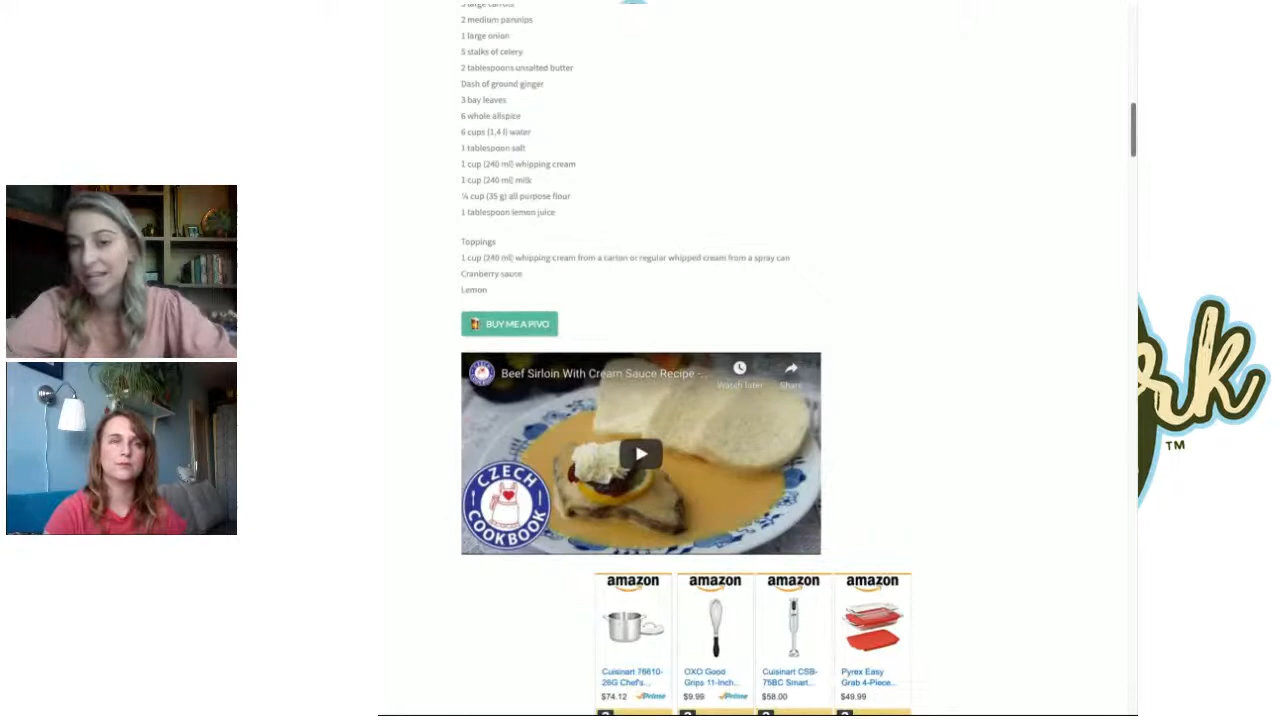 3 large carrots
2 medium parsnips
1 large onion
5 stalks of celery
2 tablespoons unsalted butter
Dash of ground ginger
3 bay leaves
6 whole allspice
6 cups (1,4 l) water
1 tablespoon salt
1 cup (240 ml) whipping cream
1 cup (240 ml) milk
¼ cup (35 g) all purpose flour
1 tablespoon lemon juice
Toppings
1 cup (240 ml) whipping cream from a carton or regular whipped cream from a spray can
Cranberry sauce
Lemon
BUY ME A PIVO
Beef Sirloin With Cream Sauce Recipe -...
Watch later
Share
CZECH
COOKBOOK
rk
TM
amazon amazon amazon amazon
Cuisinart 76610-26G Chef's...
$74.12 Prime
OXO Good Grips 11-Inch...
$9.99 Prime
Cuisinart CSB-75BC Smart...
$58.00
Pyrex Easy Grab 4-Piece...
$49.99